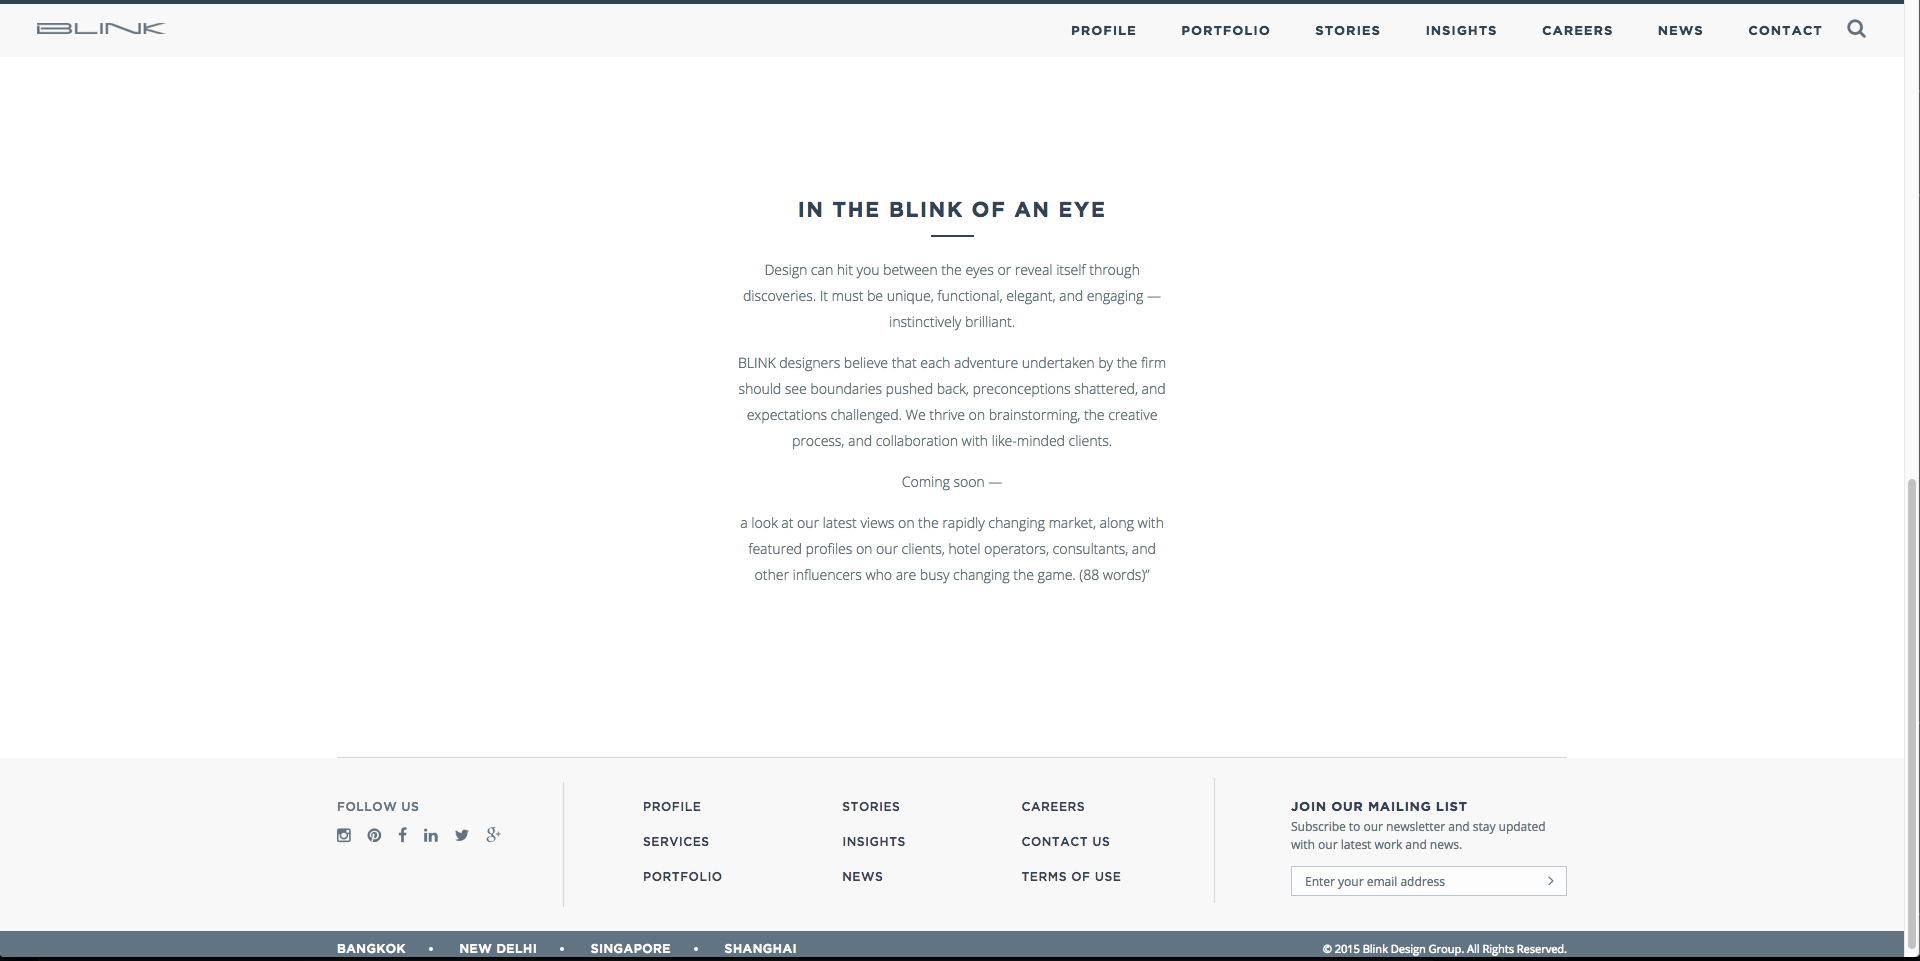 BLINK
PROFILE PORTFOLIO STORIES INSIGHTS CAREERS NEWS CONTACT
IN THE BLINK OF AN EYE
Design can hit you between the eyes or reveal itself through
discoveries. It must be unique, functional, elegant, and engaging —
instinctively brilliant.
BLINK designers believe that each adventure undertaken by the firm
should see boundaries pushed back, preconceptions shattered, and
expectations challenged. We thrive on brainstorming, the creative
process, and collaboration with like-minded clients.
Coming soon —
a look at our latest views on the rapidly changing market, along with
featured profiles on our clients, hotel operators, consultants, and
other influencers who are busy changing the game. (88 words)”
FOLLOW US
PROFILE
SERVICES
PORTFOLIO
STORIES
INSIGHTS
NEWS
CAREERS
CONTACT US
TERMS OF USE
JOIN OUR MAILING LIST
Subscribe to our newsletter and stay updated
with our latest work and news.
Enter your email address
BANGKOK • NEW DELHI • SINGAPORE • SHANGHAI
© 2015 Blink Design Group. All Rights Reserved.